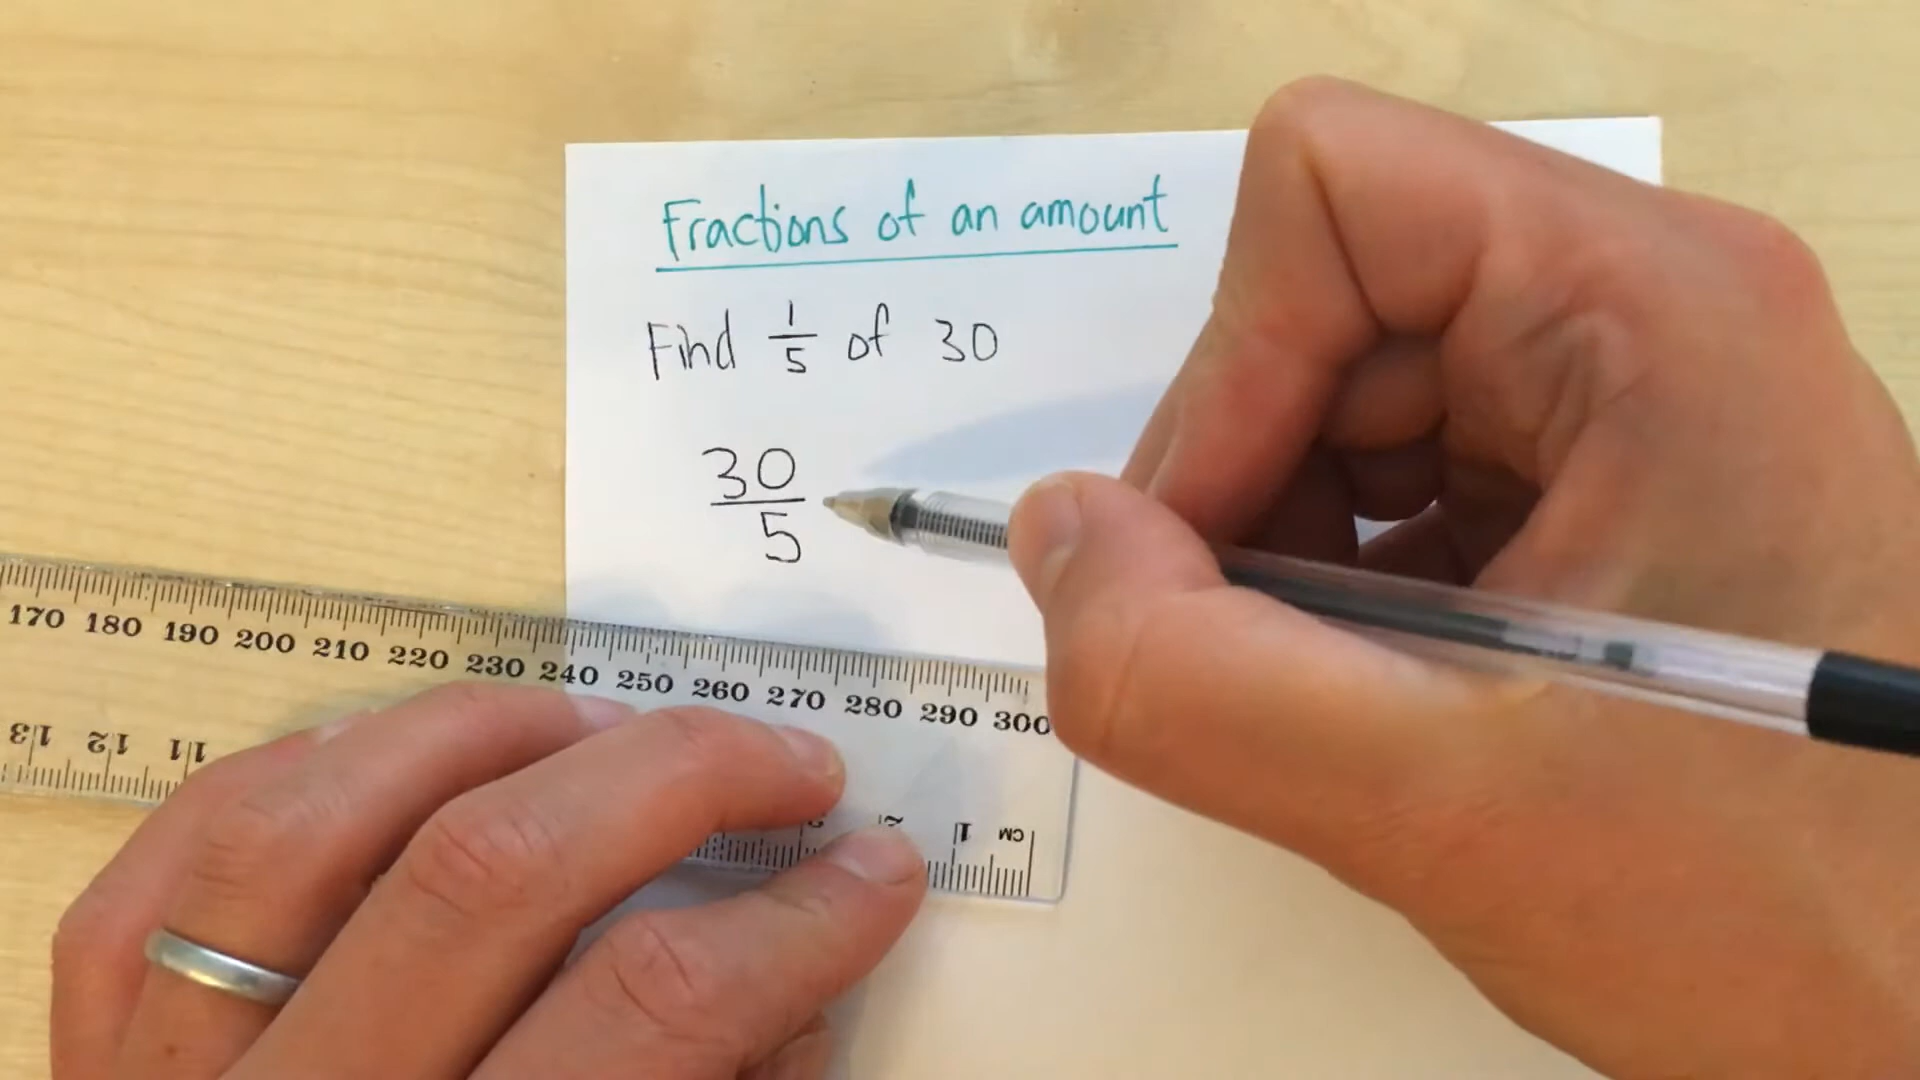 Fractions of an amount
Find 1/5 of 30
30
5
170 180 190 200 210 220 230 240 250 260 270 280 290 300
13 12 11 2 1 CM